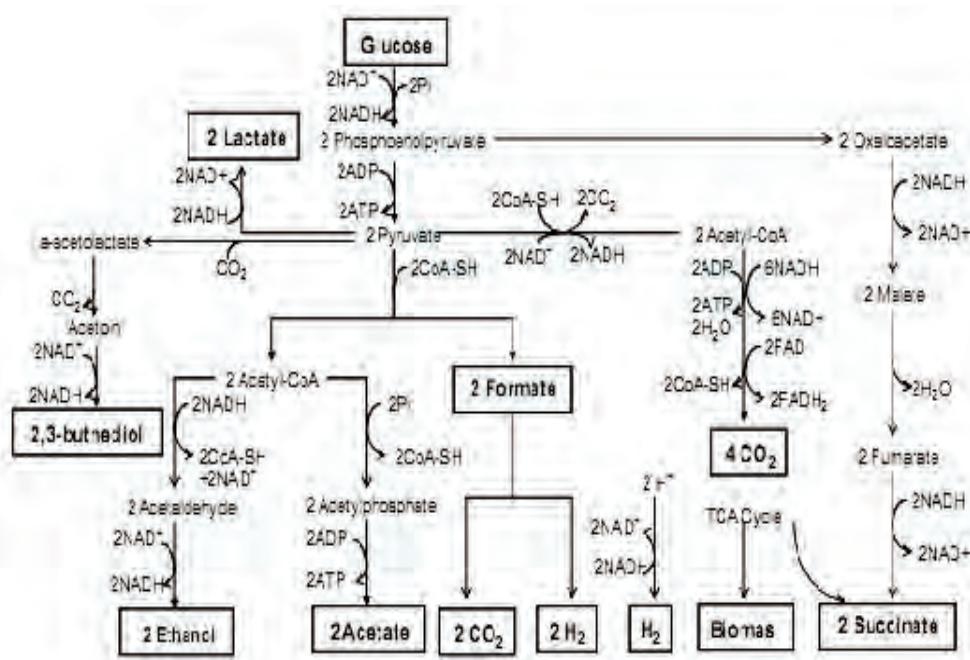 Glucose
2NAD⁺
2Pi
2NADH
2 Lactate
2 Phosphoenolpyruvate
2 Oxaloacetate
2NAD+
2NADH
2ADP
2ATP
2CoA-SH
2CO₂
2NADH
2NAD+
a-acetolactate
2 Pyruvate
2 Acetyl-CoA
CO₂
2NAD⁺
2NADH
2CoA-SH
2ADP
6NADH
2 Malate
CO₂
2ATP
2H₂O
6NAD+
2NAD⁺
2FAD
2NADH
2 Acetyl-CoA
2 Formate
2CoA-SH
2FADH₂
2H₂O
2,3-butnediol
2NADH
2Pi
4 CO₂
2CoA-SH
+2NAD⁺
2CoA-SH
2 Fumarate
2 Acetaldehyde
2 Acetylphosphate
TCA Cycle
2NADH
2NAD⁺
2ADP
2NAD⁺
2NADH
2ATP
2NADH
2NAD+
2 Ethanol
2Acetate
2 CO₂
2 H₂
H₂
Biomas
2 Succinate